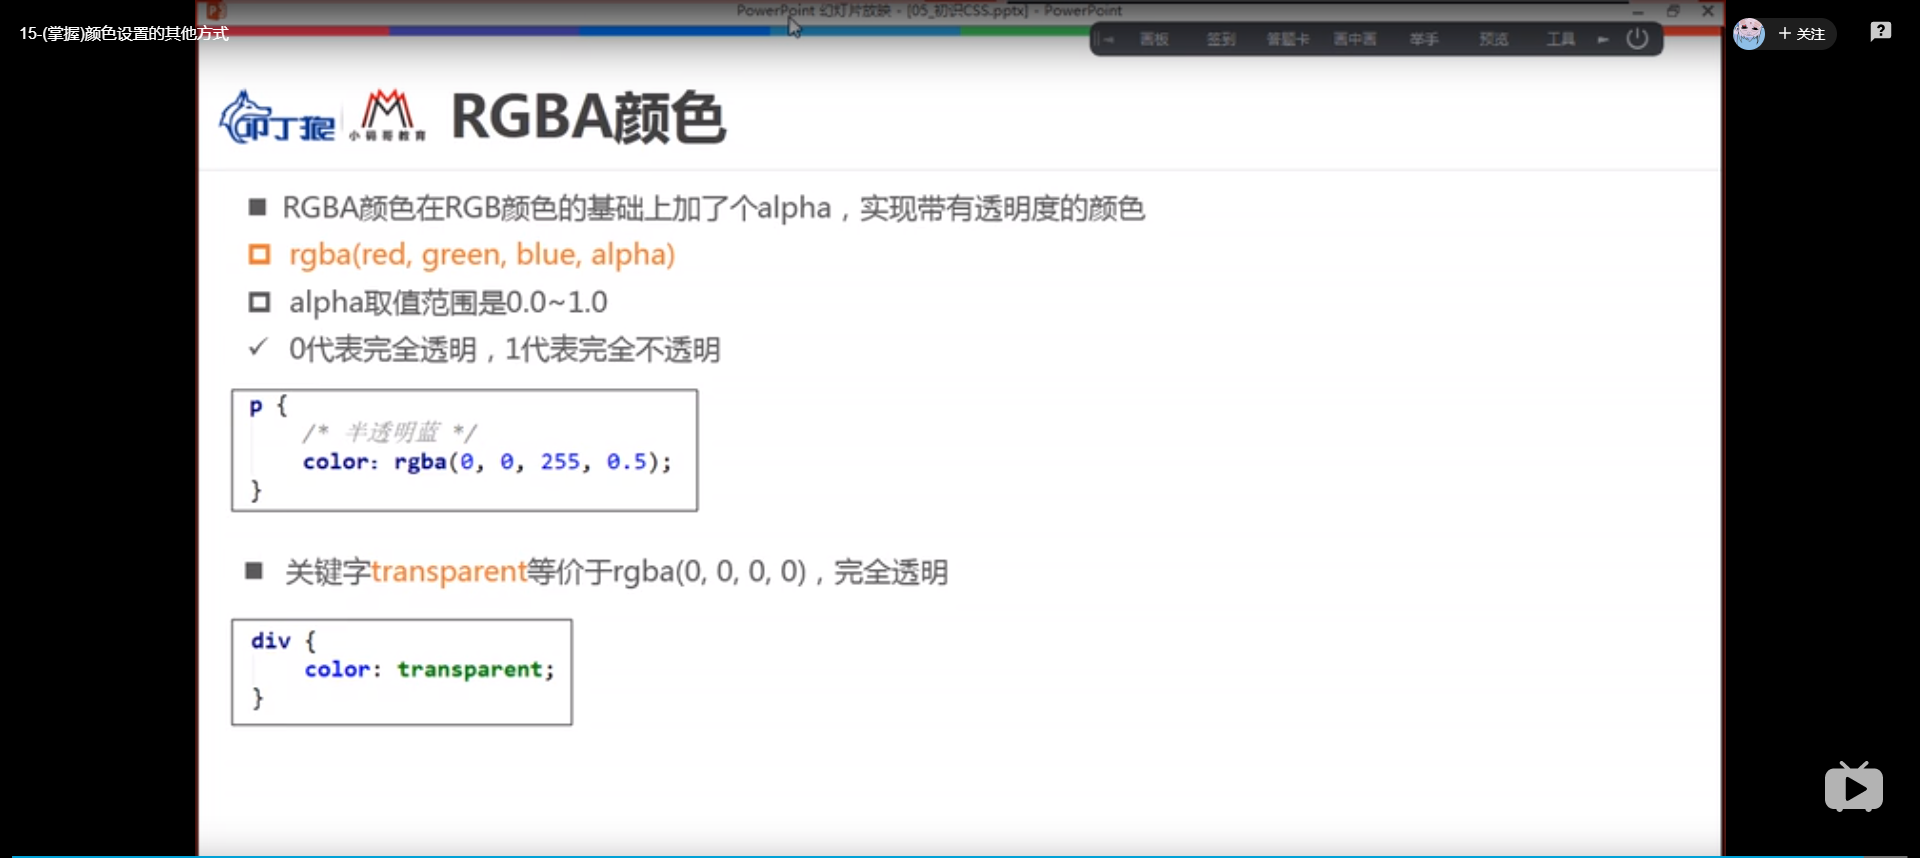 PowerPoint 幻灯片放映 - [05_初识CSS.pptx] - PowerPoint
15-(掌握)颜色设置的其他方式
画板 签到 答题卡 画中画 举手 预览 工具
+ 关注
叩丁狼 小码哥教育 RGBA颜色
RGBA颜色在RGB颜色的基础上加了个alpha，实现带有透明度的颜色
rgba(red, green, blue, alpha)
alpha取值范围是0.0~1.0
0代表完全透明，1代表完全不透明
p {
/* 半透明蓝 */
color: rgba(0, 0, 255, 0.5);
}
关键字transparent等价于rgba(0, 0, 0, 0)，完全透明
div {
color: transparent;
}